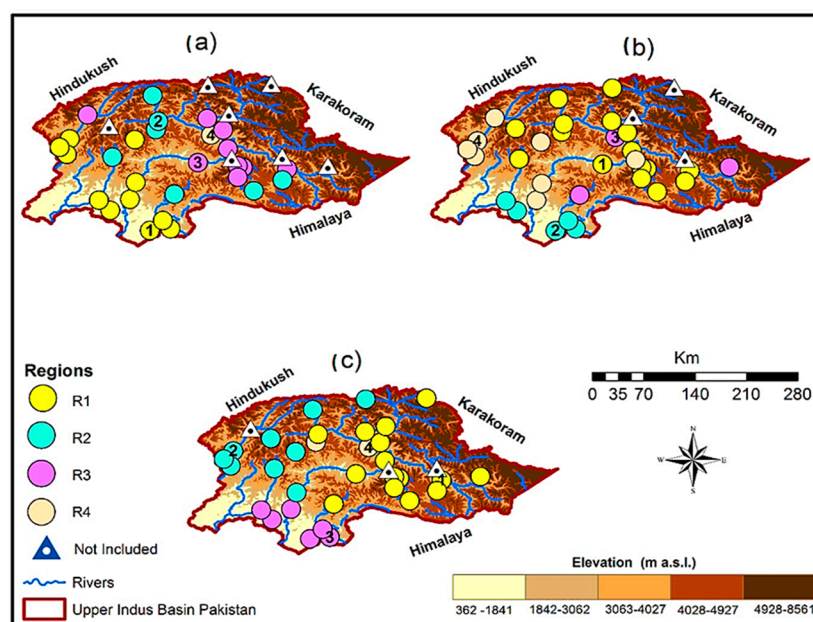 (a)
Hindukush
Karakoram
2
4
3
1
Himalaya
(b)
Hindukush
Karakoram
4
3
1
2
Himalaya
(c)
Hindukush
Karakoram
2
4
1
3
Himalaya
Regions
R1
R2
R3
R4
Not Included
Rivers
Upper Indus Basin Pakistan
Km
0 35 70 140 210 280
N
W E
S
Elevation (m a.s.l.)
362 -1841 1842-3062 3063-4027 4028-4927 4928-8561